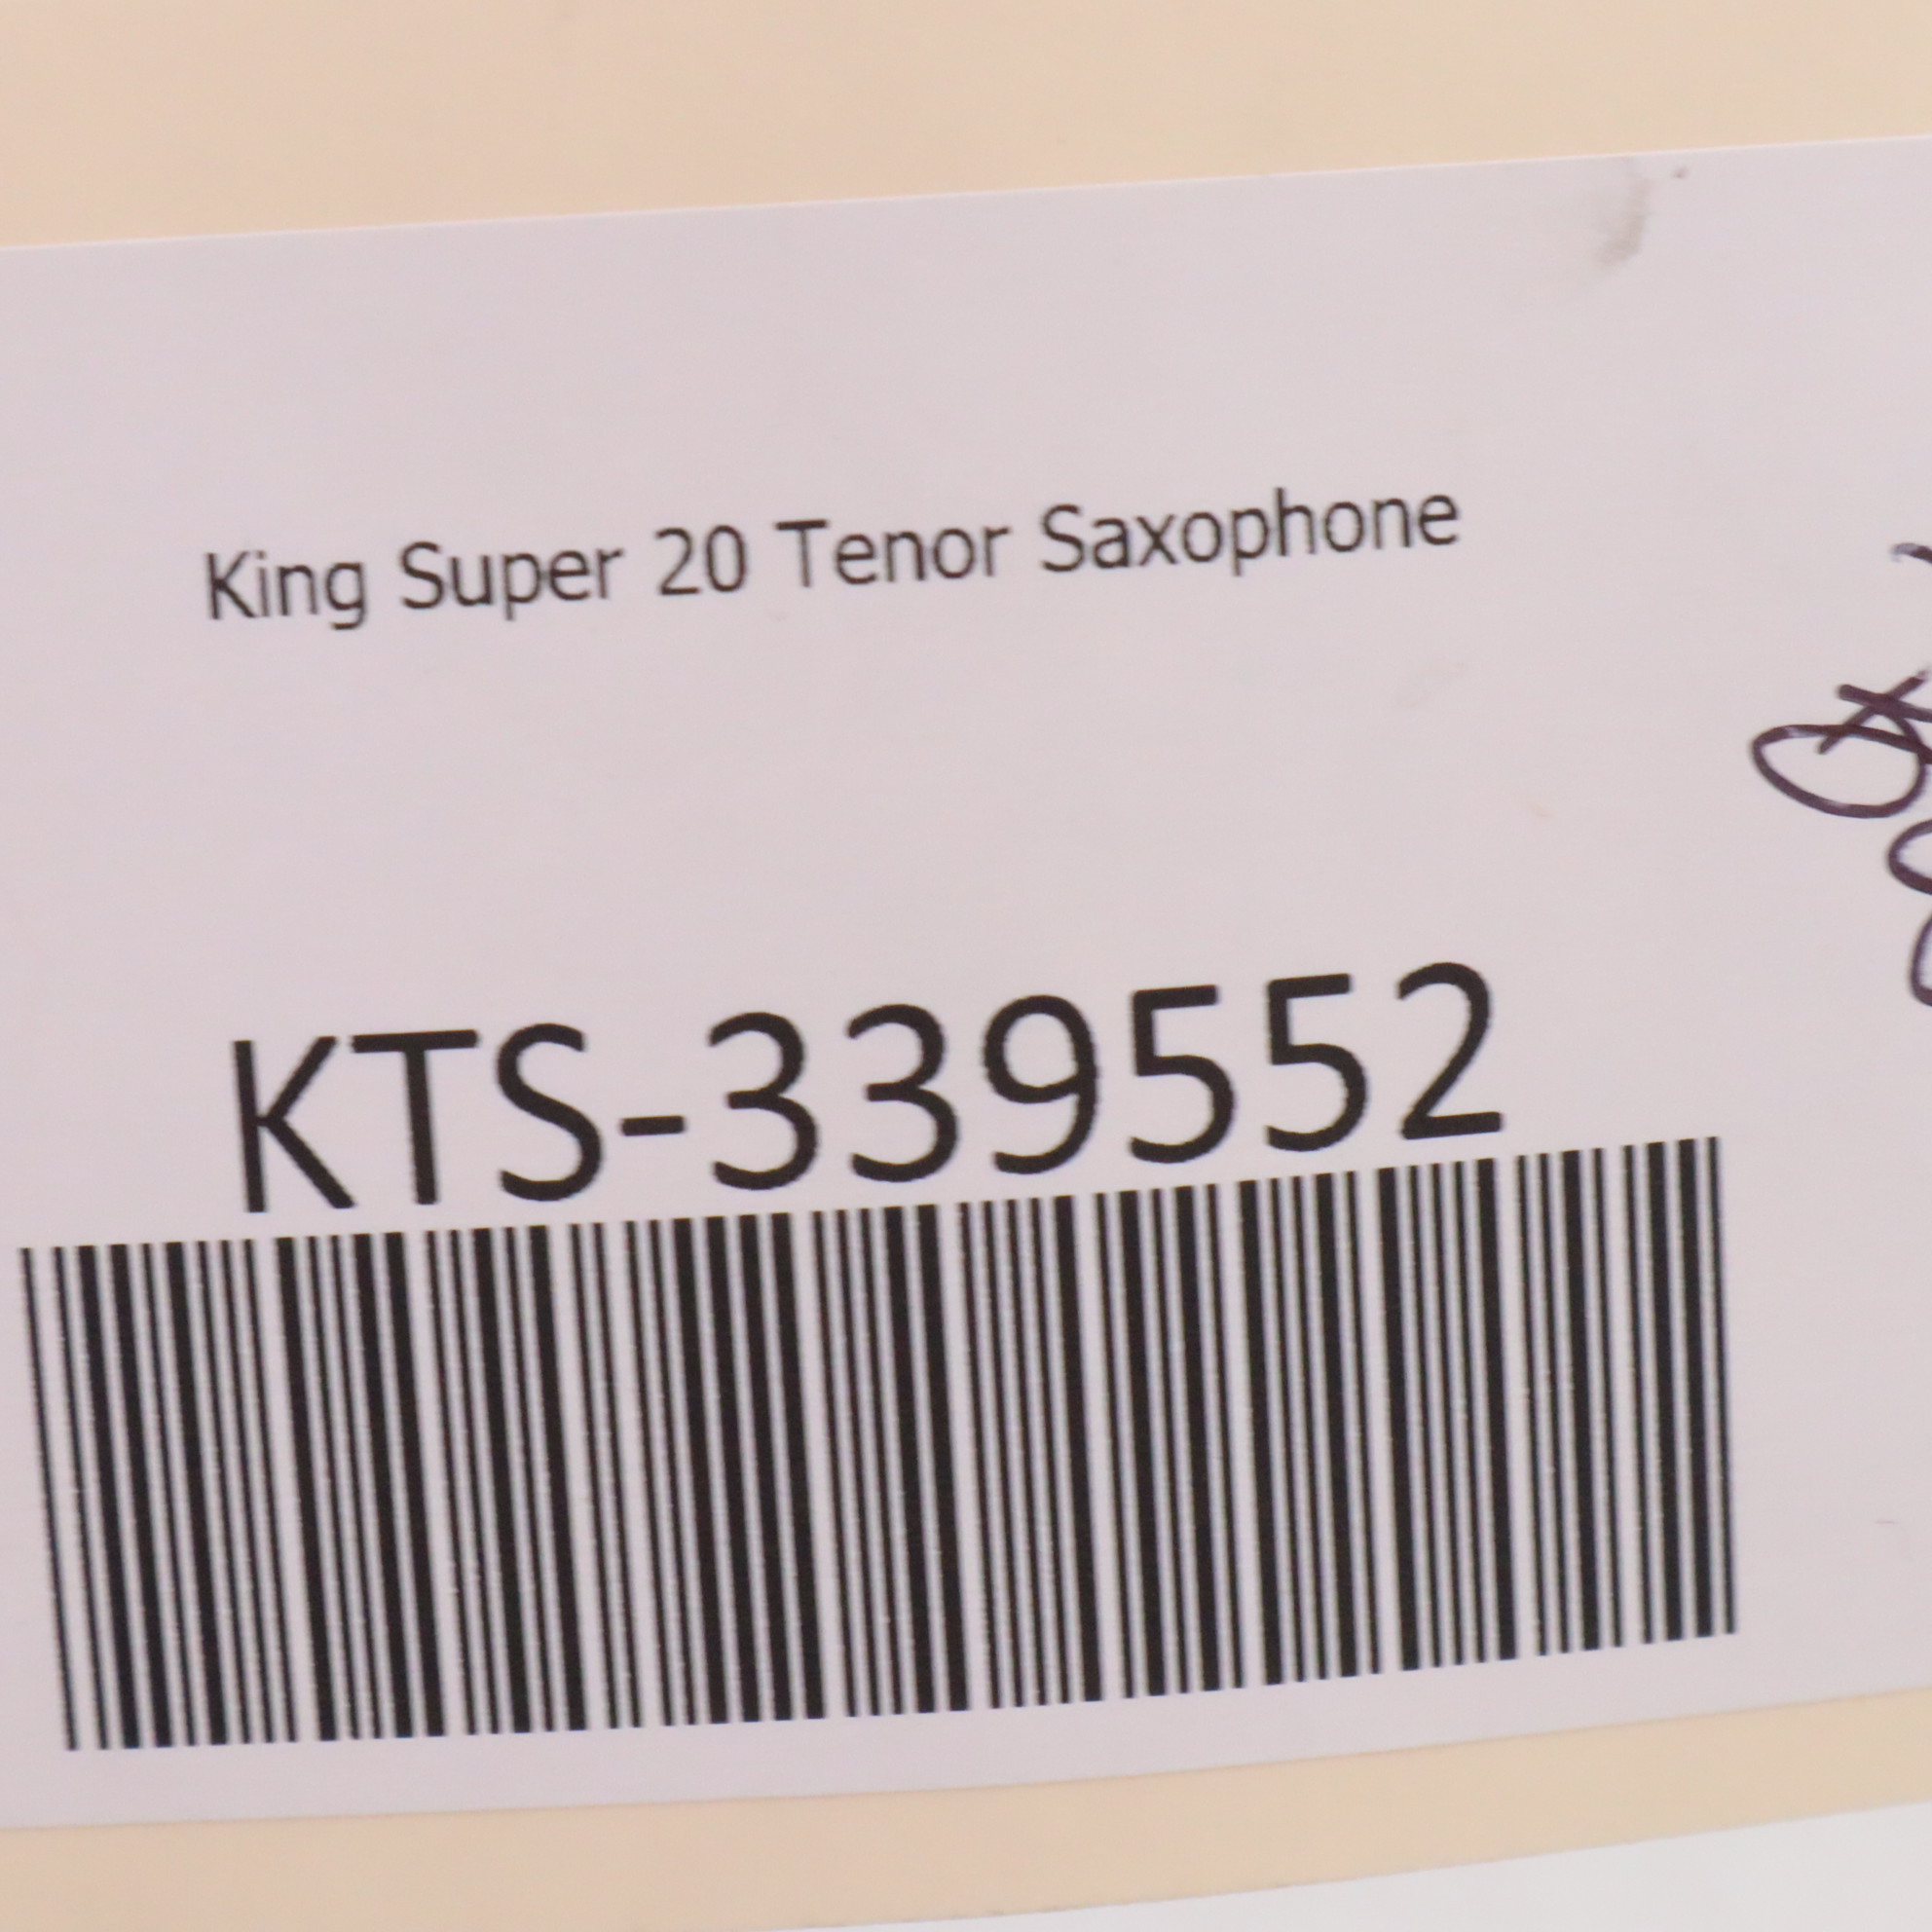 King Super 20 Tenor Saxophone
KTS-339552